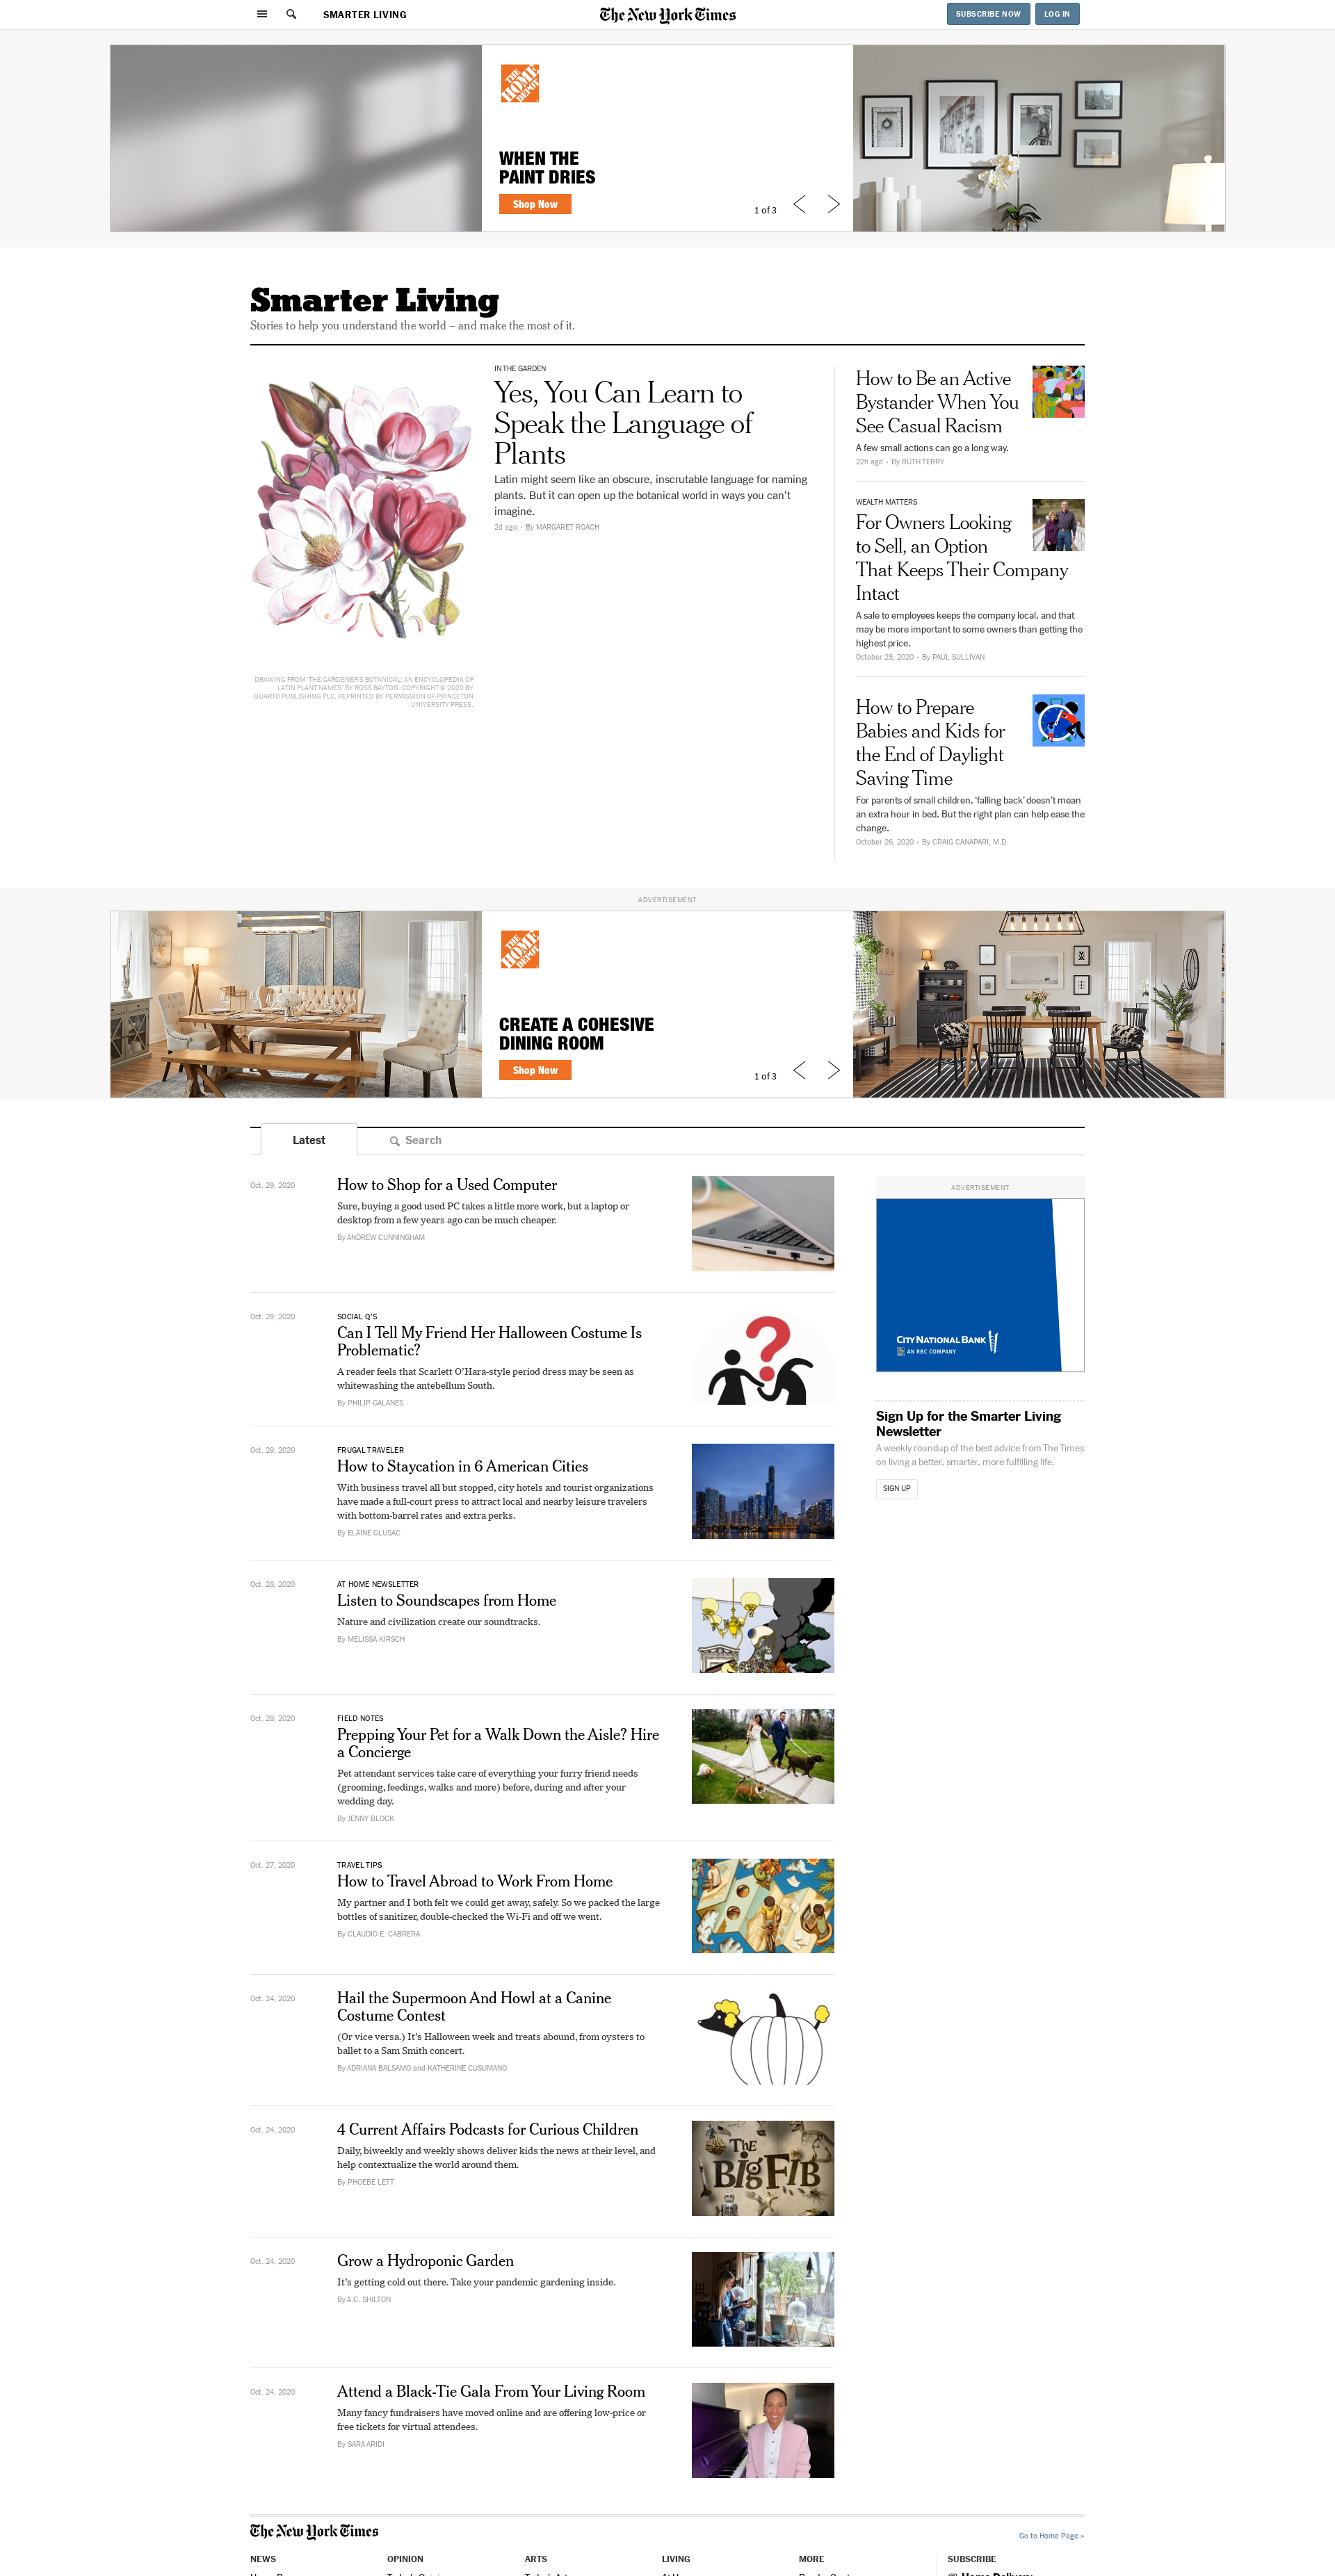 SMARTER LIVING
The New York Times
SUBSCRIBE NOW
LOG IN
THE HOME DEPOT
WHEN THE
PAINT DRIES
Shop Now
1 of 3
Smarter Living
Stories to help you understand the world – and make the most of it.
IN THE GARDEN
Yes, You Can Learn to
Speak the Language of
Plants
Latin might seem like an obscure, inscrutable language for naming
plants. But it can open up the botanical world in ways you can’t
imagine.
2d ago • By MARGARET ROACH
DRAWING FROM “THE GARDENER’S BOTANICAL: AN ENCYCLOPEDIA OF
LATIN PLANT NAMES” BY ROSS BAYTON. COPYRIGHT © 2020 BY
QUARTO PUBLISHING PLC. REPRINTED BY PERMISSION OF PRINCETON
UNIVERSITY PRESS.
How to Be an Active
Bystander When You
See Casual Racism
A few small actions can go a long way.
22h ago • By RUTH TERRY
WEALTH MATTERS
For Owners Looking
to Sell, an Option
That Keeps Their Company
Intact
A sale to employees keeps the company local, and that
may be more important to some owners than getting the
highest price.
October 23, 2020 • By PAUL SULLIVAN
How to Prepare
Babies and Kids for
the End of Daylight
Saving Time
For parents of small children, ‘falling back’ doesn’t mean
an extra hour in bed. But the right plan can help ease the
change.
October 26, 2020 • By CRAIG CANAPARI, M.D.
ADVERTISEMENT
THE HOME DEPOT
CREATE A COHESIVE
DINING ROOM
Shop Now
1 of 3
Latest
Search
Oct. 29, 2020
How to Shop for a Used Computer
Sure, buying a good used PC takes a little more work, but a laptop or
desktop from a few years ago can be much cheaper.
By ANDREW CUNNINGHAM
Oct. 29, 2020
SOCIAL Q’S
Can I Tell My Friend Her Halloween Costume Is
Problematic?
A reader feels that Scarlett O’Hara-style period dress may be seen as
whitewashing the antebellum South.
By PHILIP GALANES
Oct. 29, 2020
FRUGAL TRAVELER
How to Staycation in 6 American Cities
With business travel all but stopped, city hotels and tourist organizations
have made a full-court press to attract local and nearby leisure travelers
with bottom-barrel rates and extra perks.
By ELAINE GLUSAC
Oct. 28, 2020
AT HOME NEWSLETTER
Listen to Soundscapes from Home
Nature and civilization create our soundtracks.
By MELISSA KIRSCH
Oct. 28, 2020
FIELD NOTES
Prepping Your Pet for a Walk Down the Aisle? Hire
a Concierge
Pet attendant services take care of everything your furry friend needs
(grooming, feedings, walks and more) before, during and after your
wedding day.
By JENNY BLOCK
Oct. 27, 2020
TRAVEL TIPS
How to Travel Abroad to Work From Home
My partner and I both felt we could get away, safely. So we packed the large
bottles of sanitizer, double-checked the Wi-Fi and off we went.
By CLAUDIO E. CABRERA
Oct. 24, 2020
Hail the Supermoon And Howl at a Canine
Costume Contest
(Or vice versa.) It’s Halloween week and treats abound, from oysters to
ballet to a Sam Smith concert.
By ADRIANA BALSAMO and KATHERINE CUSUMANO
Oct. 24, 2020
4 Current Affairs Podcasts for Curious Children
Daily, biweekly and weekly shows deliver kids the news at their level, and
help contextualize the world around them.
By PHOEBE LETT
THE BIG FIB
Oct. 24, 2020
Grow a Hydroponic Garden
It’s getting cold out there. Take your pandemic gardening inside.
By A.C. SHILTON
Oct. 24, 2020
Attend a Black-Tie Gala From Your Living Room
Many fancy fundraisers have moved online and are offering low-price or
free tickets for virtual attendees.
By SARA ARIDI
ADVERTISEMENT
CITY NATIONAL BANK
AN RBC COMPANY
Sign Up for the Smarter Living
Newsletter
A weekly roundup of the best advice from The Times
on living a better, smarter, more fulfilling life.
SIGN UP
The New York Times
Go to Home Page »
NEWS
OPINION
ARTS
LIVING
MORE
SUBSCRIBE